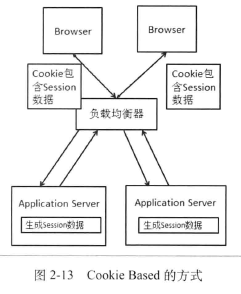 Browser
Browser
Cookie包
含Session
数据
Cookie包
含Session
数据
负载均衡器
Application Server
生成Session数据
Application Server
生成Session数据
图 2-13 Cookie Based 的方式